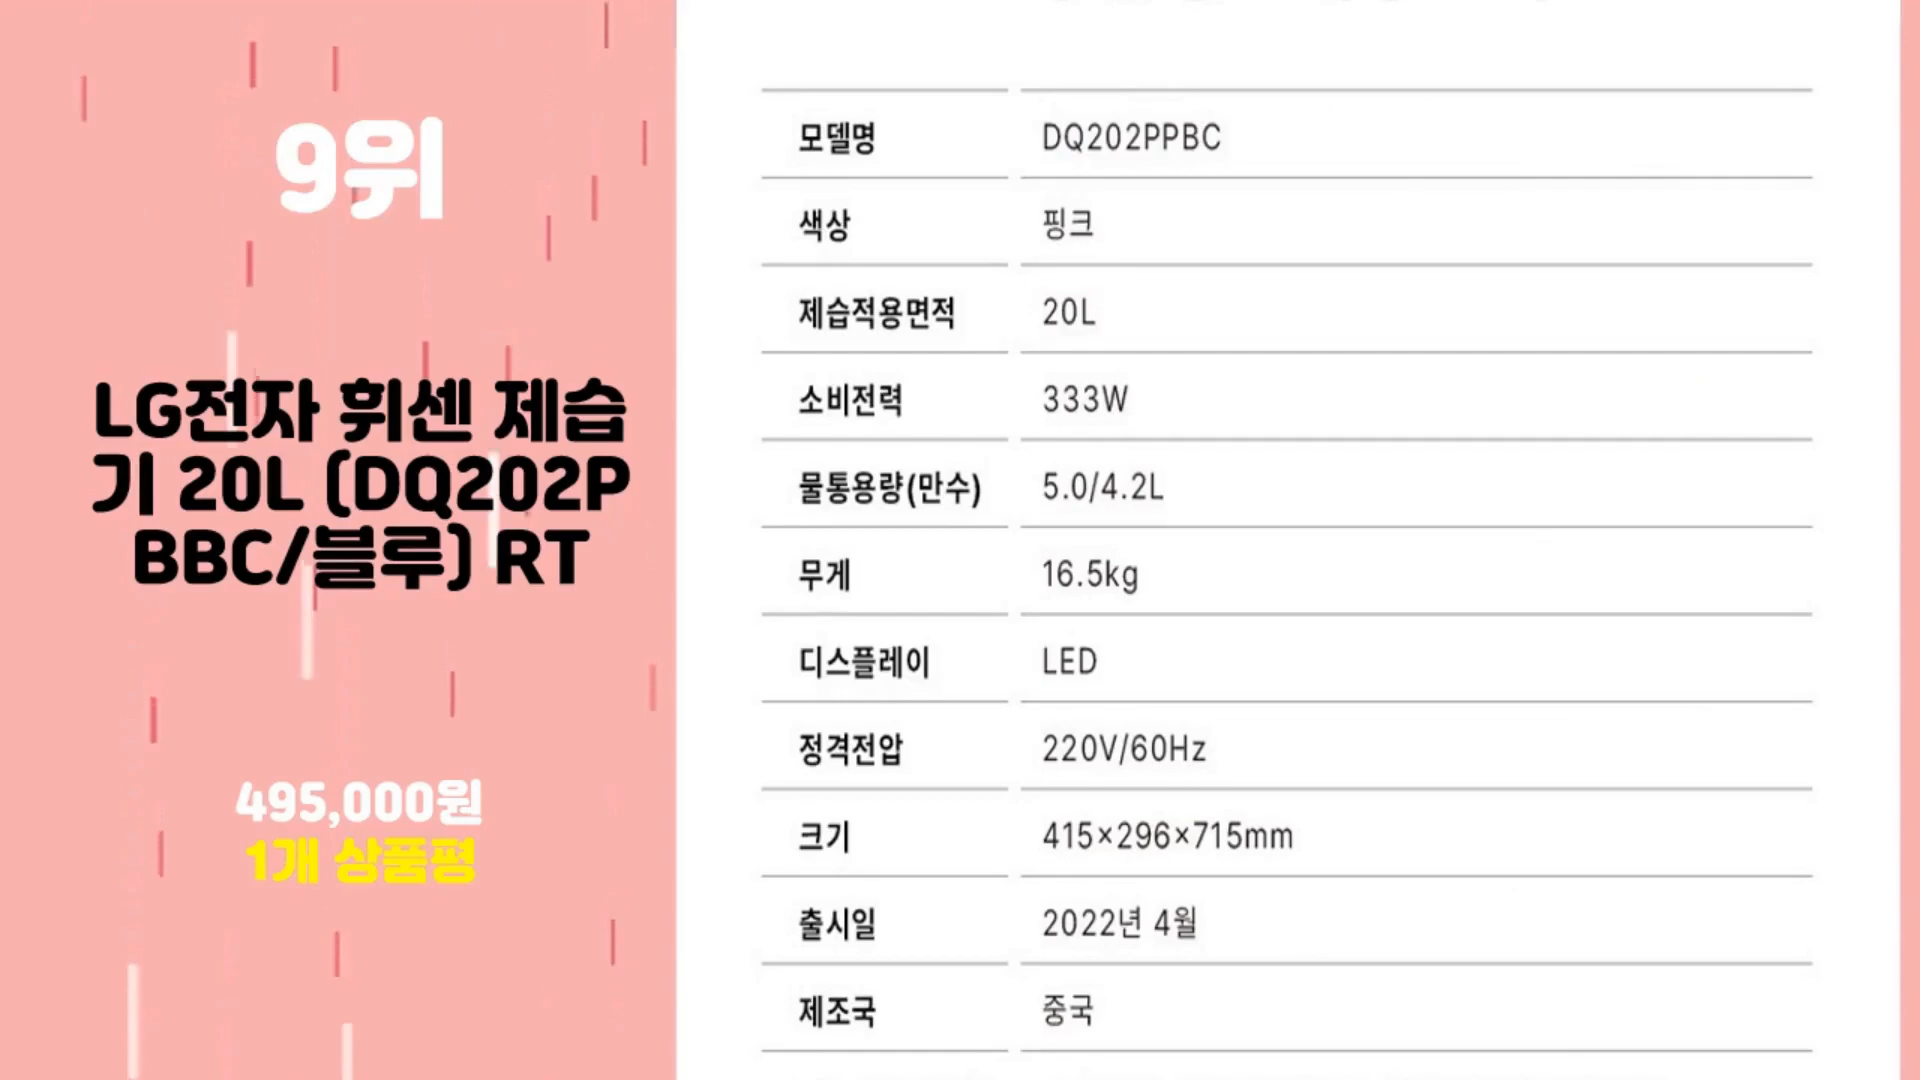 9위
LG전자 휘센 제습
기 20L (DQ202P
BBC/블루) RT
495,000원
1개 상품평
모델명 DQ202PPBC
색상 핑크
제습적용면적 20L
소비전력 333W
물통용량(만수) 5.0/4.2L
무게 16.5kg
디스플레이 LED
정격전압 220V/60Hz
크기 415×296×715mm
출시일 2022년 4월
제조국 중국